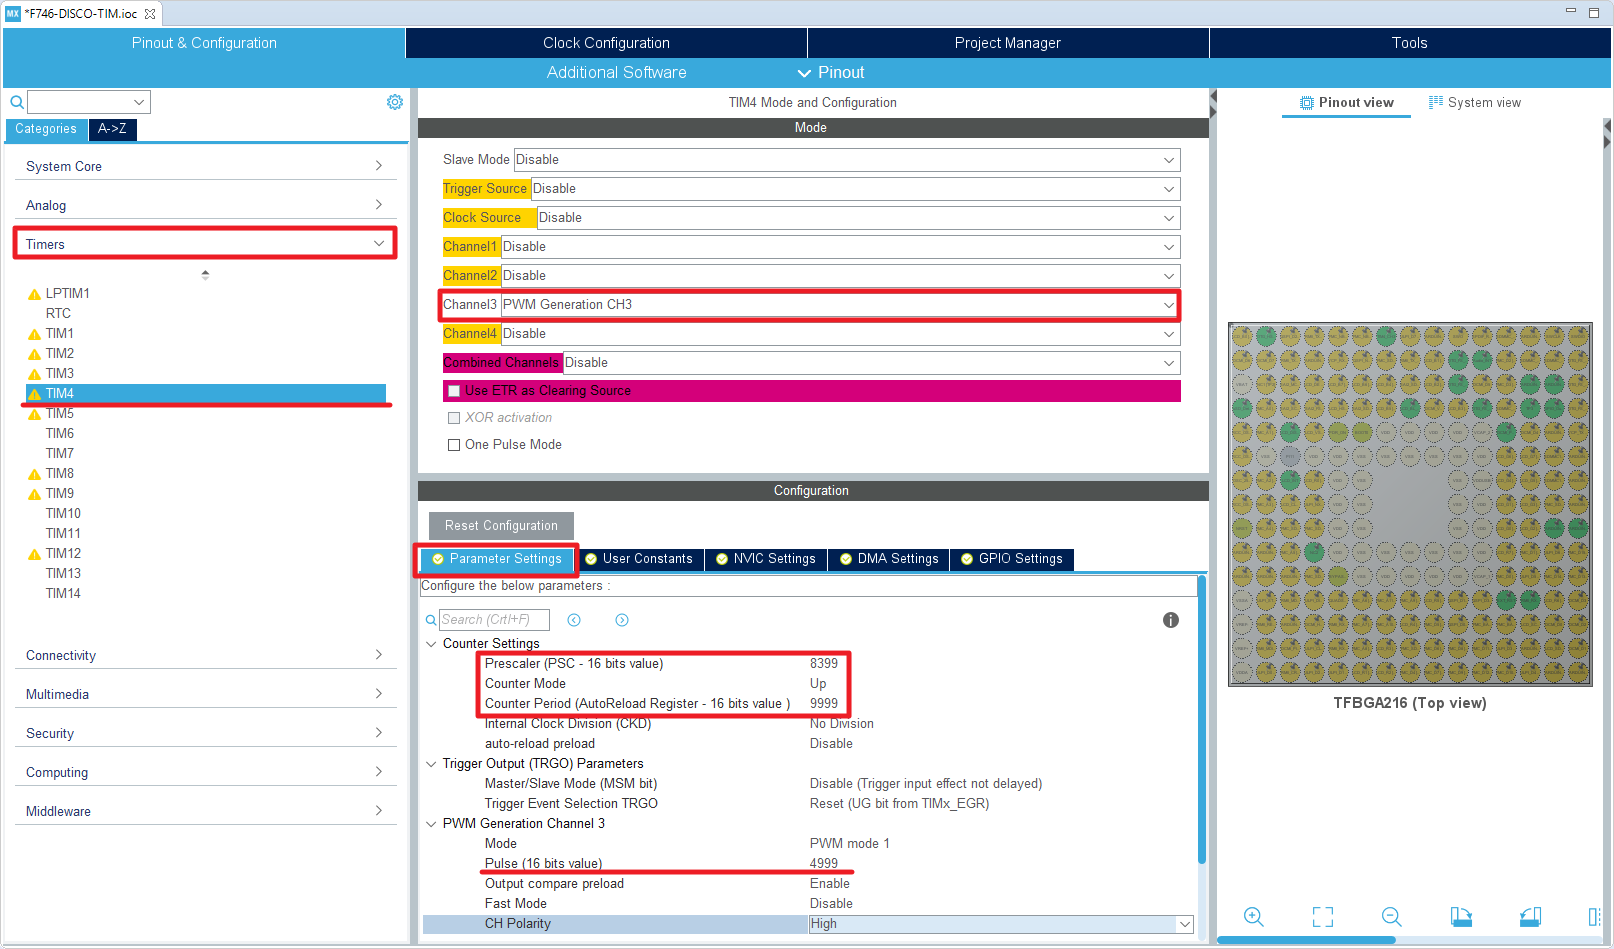 MX *F746-DISCO-TIM.ioc
Pinout & Configuration
Clock Configuration
Project Manager
Tools
Additional Software
Pinout
Categories
A->Z
System Core
Analog
Timers
LPTIM1
RTC
TIM1
TIM2
TIM3
TIM4
TIM5
TIM6
TIM7
TIM8
TIM9
TIM10
TIM11
TIM12
TIM13
TIM14
Connectivity
Multimedia
Security
Computing
Middleware
TIM4 Mode and Configuration
Mode
Slave Mode Disable
Trigger Source Disable
Clock Source Disable
Channel1 Disable
Channel2 Disable
Channel3 PWM Generation CH3
Channel4 Disable
Combined Channels Disable
Use ETR as Clearing Source
XOR activation
One Pulse Mode
Configuration
Reset Configuration
Parameter Settings
User Constants
NVIC Settings
DMA Settings
GPIO Settings
Configure the below parameters :
Search (Crtl+F)
Counter Settings
Prescaler (PSC - 16 bits value) 8399
Counter Mode Up
Counter Period (AutoReload Register - 16 bits value ) 9999
Internal Clock Division (CKD) No Division
auto-reload preload Disable
Trigger Output (TRGO) Parameters
Master/Slave Mode (MSM bit) Disable (Trigger input effect not delayed)
Trigger Event Selection TRGO Reset (UG bit from TIMx_EGR)
PWM Generation Channel 3
Mode PWM mode 1
Pulse (16 bits value) 4999
Output compare preload Enable
Fast Mode Disable
CH Polarity High
Pinout view
System view
TFBGA216 (Top view)